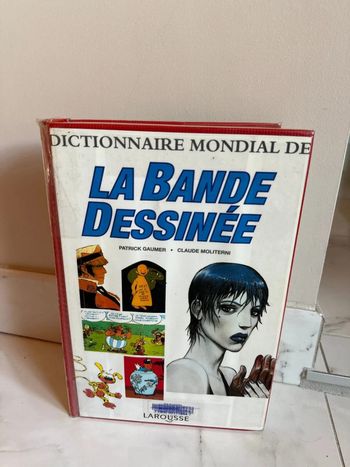 DICTIONNAIRE MONDIAL DE
LA BANDE
DESSINÉE
PATRICK GAUMER • CLAUDE MOLITERNI
LAROUSSE